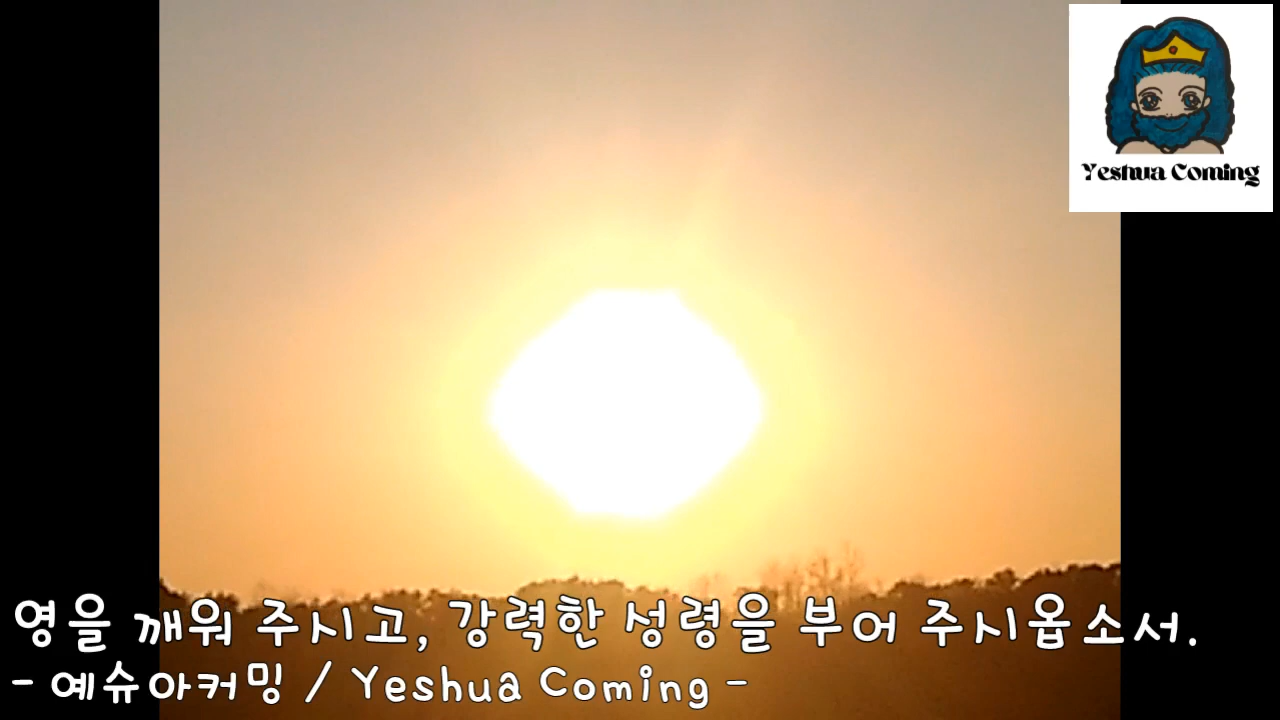 Yeshua Coming
영을 깨워 주시고, 강력한 성령을 부어 주시옵소서.
- 예슈아커밍 / Yeshua Coming -